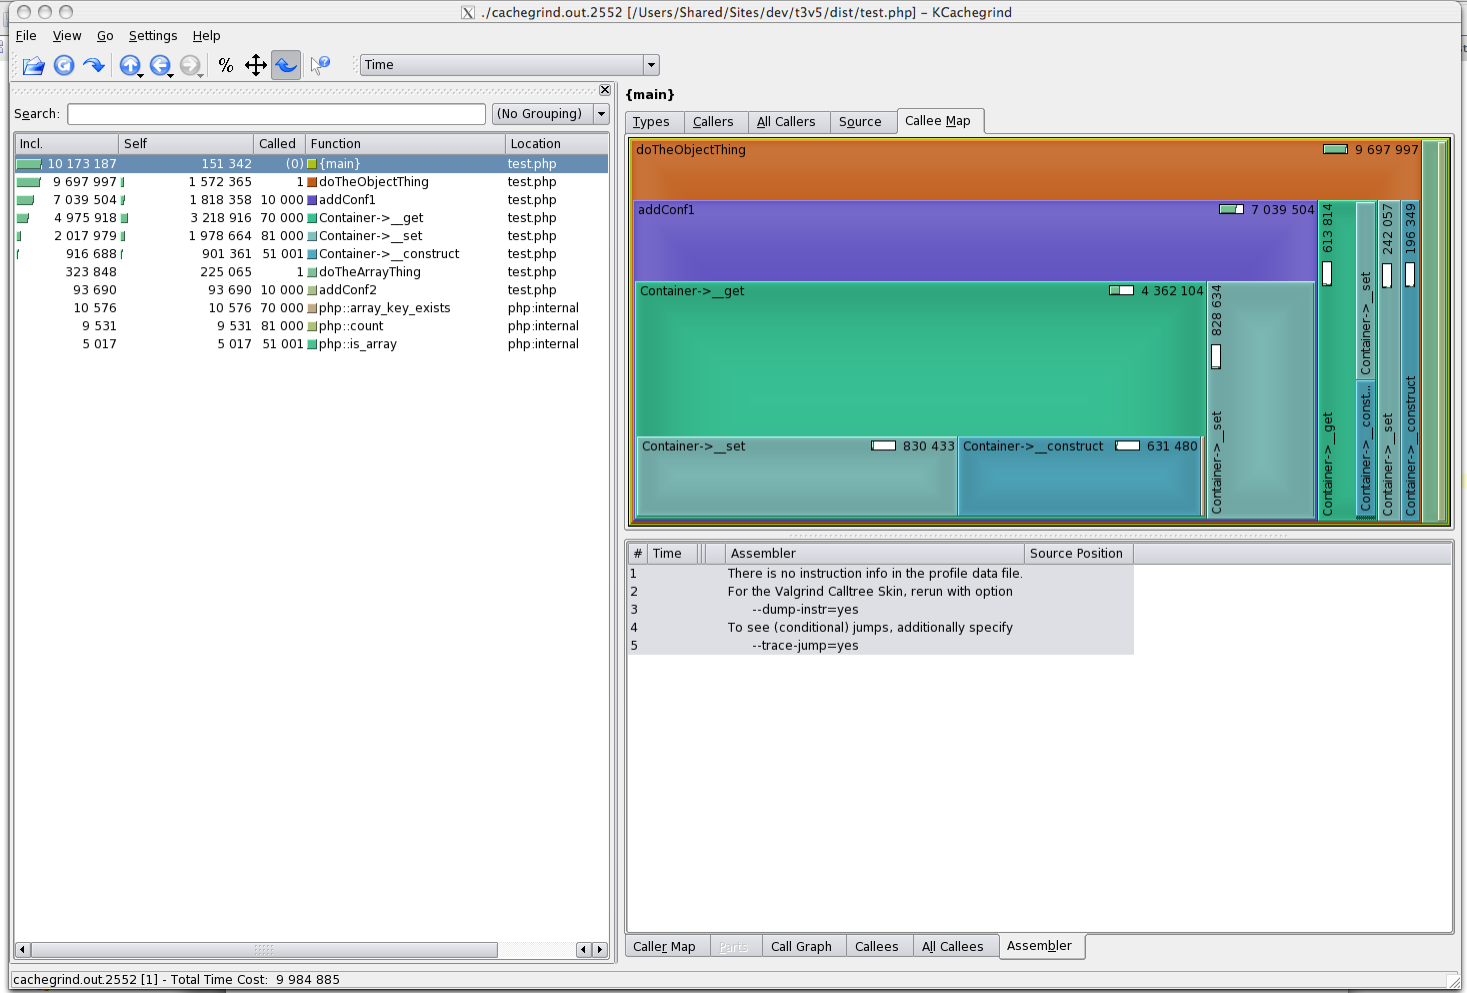 ./cachegrind.out.2552 [/Users/Shared/Sites/dev/t3v5/dist/test.php] – KCachegrind
File View Go Settings Help
% Time
Search: (No Grouping)
Incl. Self Called Function Location
10 173 187 151 342 (0) {main} test.php
9 697 997 1 572 365 1 doTheObjectThing test.php
7 039 504 1 818 358 10 000 addConf1 test.php
4 975 918 3 218 916 70 000 Container->__get test.php
2 017 979 1 978 664 81 000 Container->__set test.php
916 688 901 361 51 001 Container->__construct test.php
323 848 225 065 1 doTheArrayThing test.php
93 690 93 690 10 000 addConf2 test.php
10 576 10 576 70 000 php::array_key_exists php:internal
9 531 9 531 81 000 php::count php:internal
5 017 5 017 51 001 php::is_array php:internal
{main}
Types Callers All Callers Source Callee Map
doTheObjectThing 9 697 997
addConf1 7 039 504
Container->__get 4 362 104
Container->__set 830 433
Container->__construct 631 480
Container->__set 828 634
Container->__get 613 814
Container->__set
Container->__const...
Container->__set 242 057
Container->__construct 196 349
# Time Assembler Source Position
1 There is no instruction info in the profile data file.
2 For the Valgrind Calltree Skin, rerun with option
3 --dump-instr=yes
4 To see (conditional) jumps, additionally specify
5 --trace-jump=yes
Caller Map Parts Call Graph Callees All Callees Assembler
cachegrind.out.2552 [1] - Total Time Cost: 9 984 885